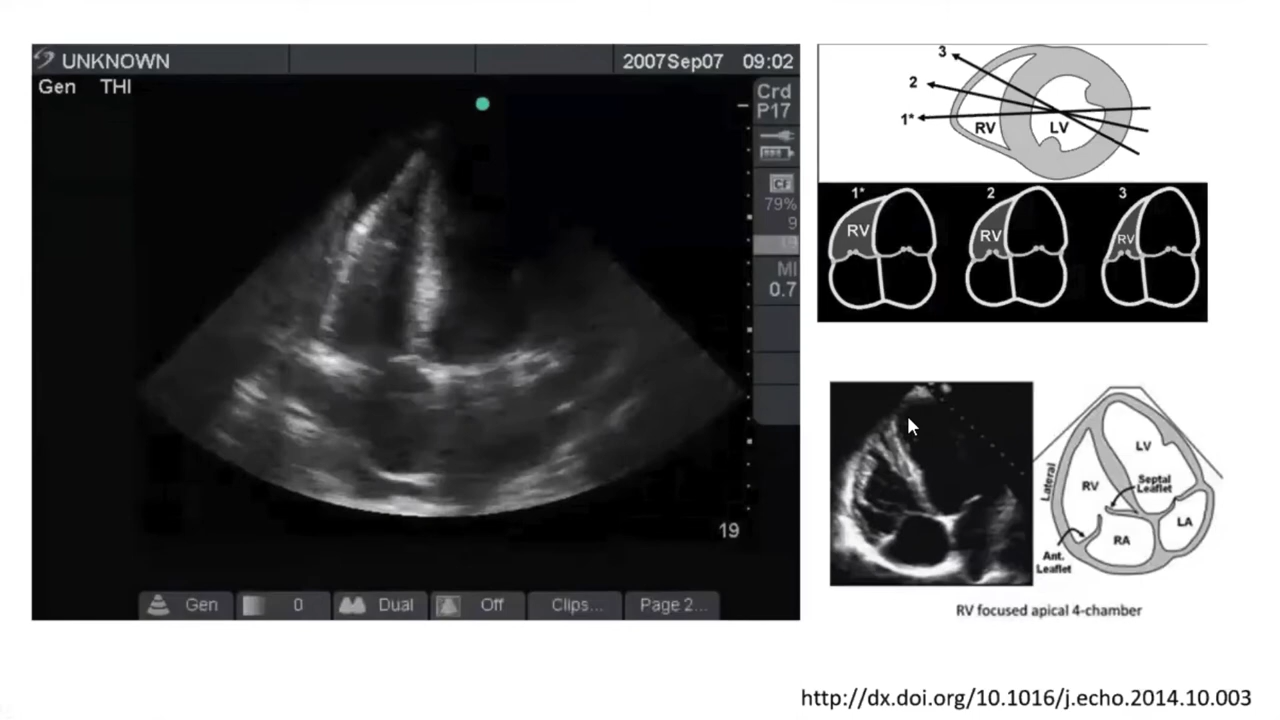 UNKNOWN
2007Sep07 09:02
Gen THI
Crd
P17
CF
79%
9
MI
0.7
19
Gen
0
Dual
Off
Clips...
Page 2...
3
2
1*
RV
LV
1*
2
3
RV
RV
RV
LV
RV
Septal
Leaflet
Lateral
LA
RA
Ant.
Leaflet
RV focused apical 4-chamber
http://dx.doi.org/10.1016/j.echo.2014.10.003